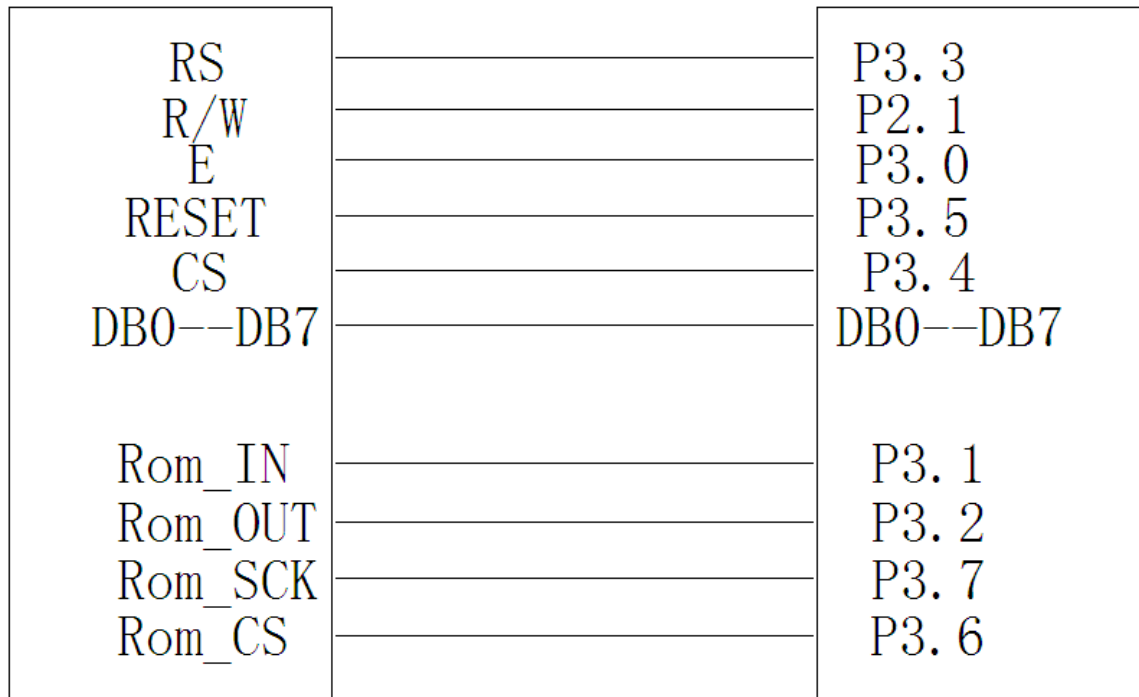 RS P3.3
R/W P2.1
E P3.0
RESET P3.5
CS P3.4
DB0--DB7 DB0--DB7
Rom_IN P3.1
Rom_OUT P3.2
Rom_SCK P3.7
Rom_CS P3.6